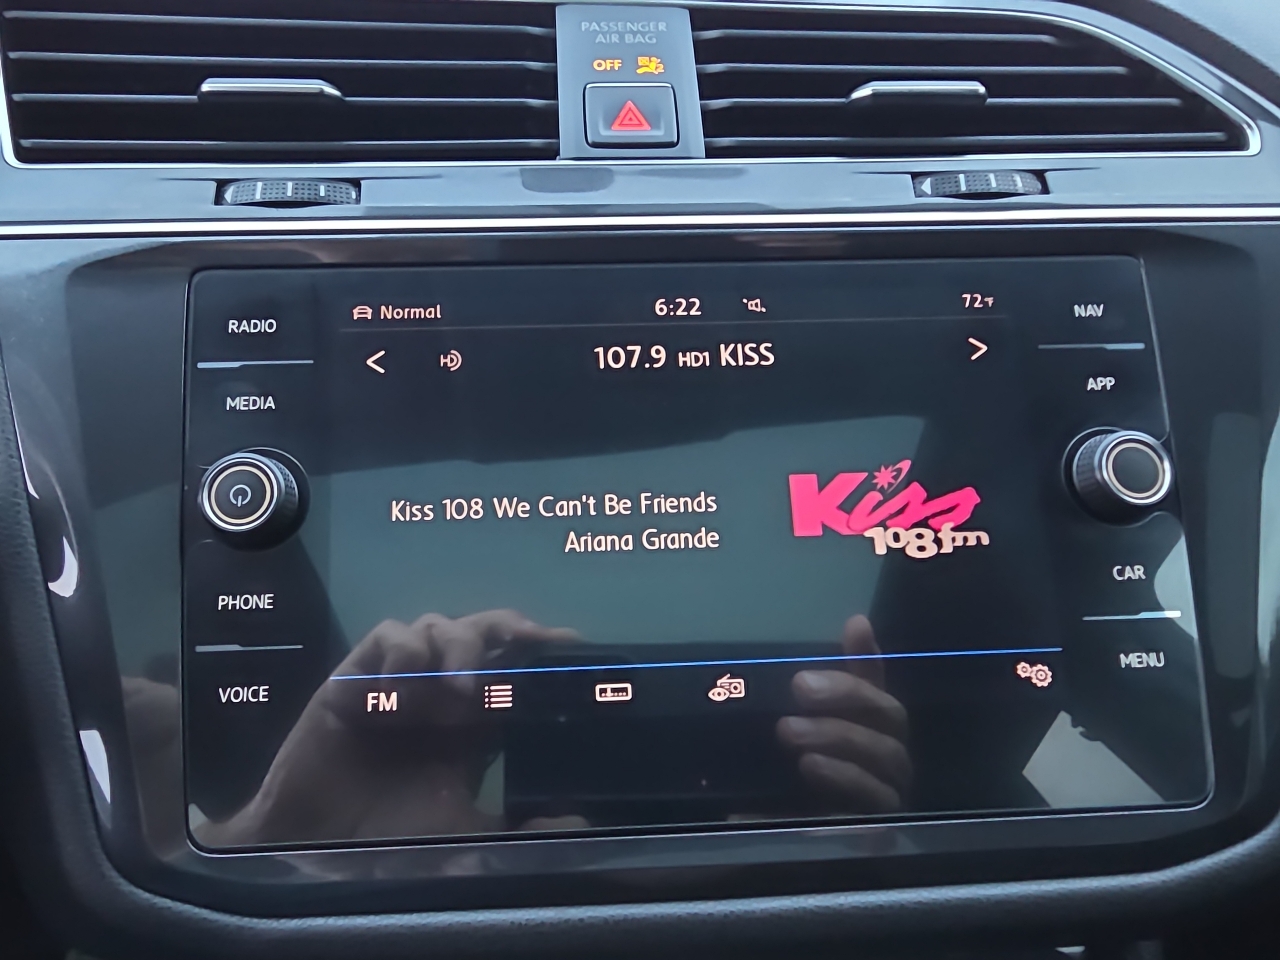 PASSENGER
AIR BAG
OFF
RADIO
MEDIA
PHONE
VOICE
Normal
6:22
72°F
HD
107.9 HD1 KISS
Kiss 108 We Can't Be Friends
Ariana Grande
Kiss
108fm
FM
NAV
APP
CAR
MENU